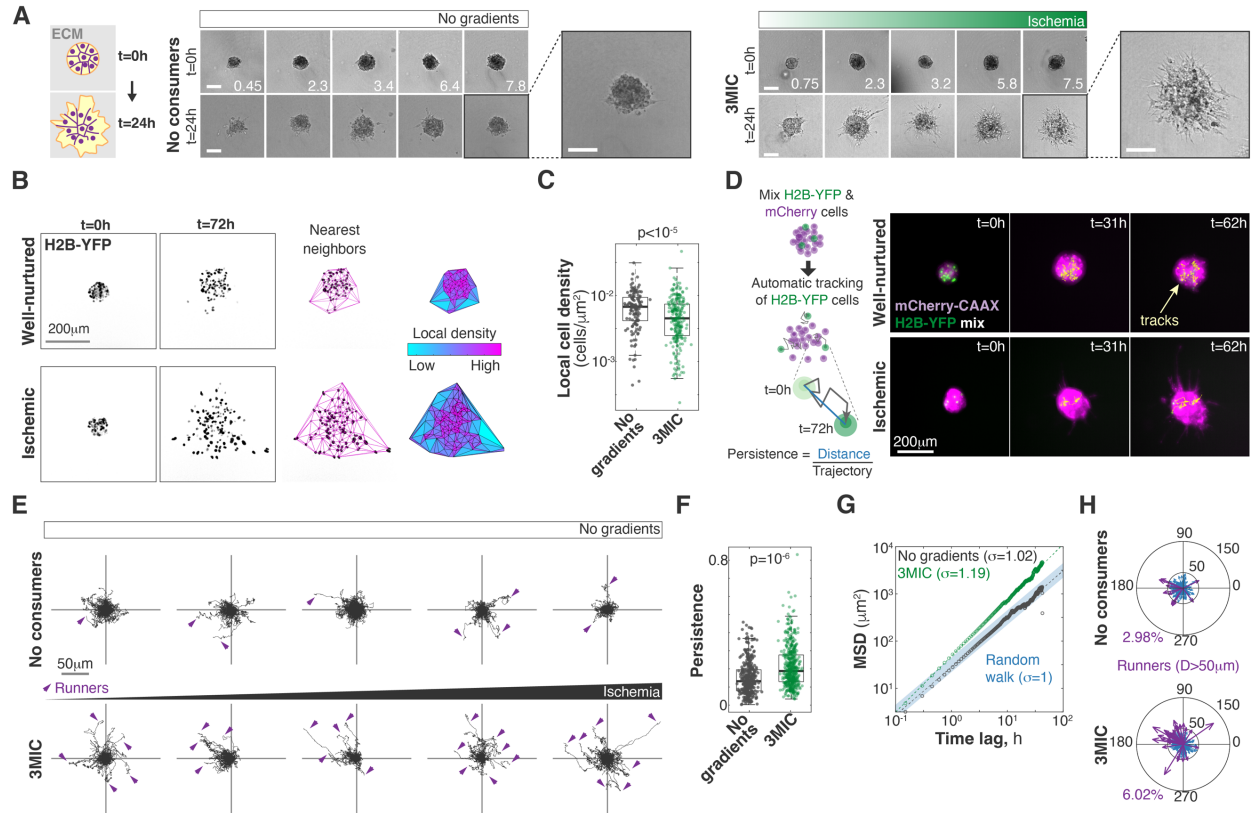 A
ECM
t=0h
t=24h
No consumers
No gradients
t=0h
0.45
2.3
3.4
6.4
7.8
t=24h
3MIC
Ischemia
t=0h
0.75
2.3
3.2
5.8
7.5
t=24h
B
t=0h
t=72h
Nearest
neighbors
Well-nurtured
H2B-YFP
200μm
Local density
Low
High
Ischemic
C
p<10-5
Local cell density
(cells/μm2)
10-2
10-3
No
gradients
3MIC
D
Mix H2B-YFP &
mCherry cells
Automatic tracking
of H2B-YFP cells
t=0h
t=72h
Persistence = Distance
Trajectory
Well-nurtured
t=0h
t=31h
t=62h
mCherry-CAAX
H2B-YFP mix
tracks
Ischemic
t=0h
t=31h
t=62h
200μm
E
No gradients
No consumers
50μm
Runners
Ischemia
3MIC
F
p=10-6
Persistence
0.8
0
No
gradients
3MIC
G
No gradients (σ=1.02)
3MIC (σ=1.19)
Random
walk (σ=1)
MSD (μm2)
104
103
102
101
10-1
100
101
102
Time lag, h
H
No consumers
90
150
50
180
0
270
2.98%
Runners (D>50μm)
3MIC
90
150
50
180
0
270
6.02%